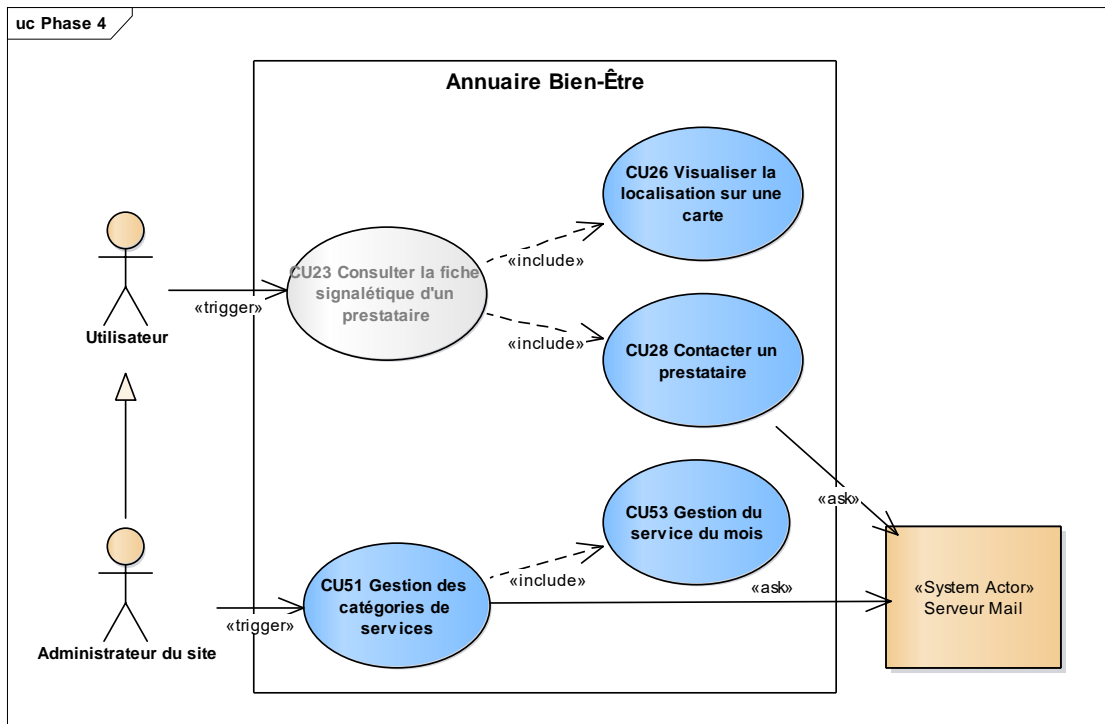 uc Phase 4
Annuaire Bien-Être
CU26 Visualiser la
localisation sur une
carte
«include»
CU23 Consulter la fiche
signalétique d'un
prestataire
«trigger»
Utilisateur
«include»
CU28 Contacter un
prestataire
«ask»
CU53 Gestion du
service du mois
«include»
CU51 Gestion des
catégories de
services
«trigger»
Administrateur du site
«ask»
«System Actor»
Serveur Mail